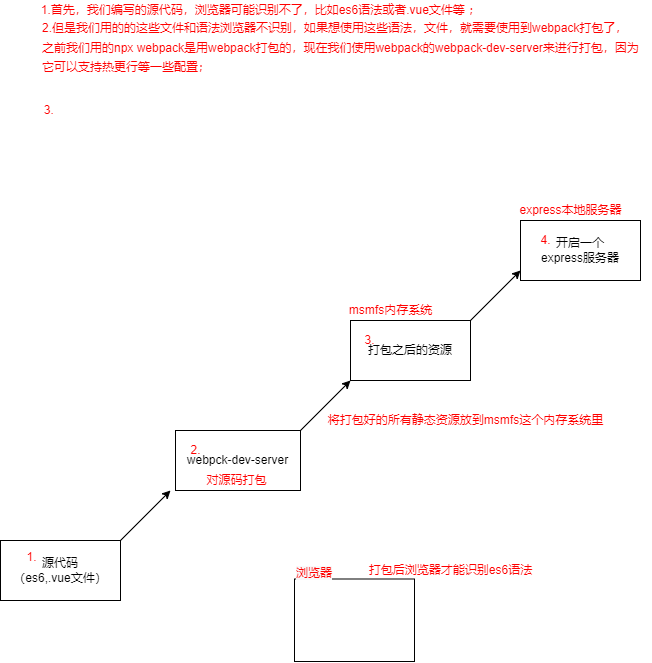 1.首先，我们编写的源代码，浏览器可能识别不了，比如es6语法或者.vue文件等；
2.但是我们用的的这些文件和语法浏览器不识别，如果想使用这些语法，文件，就需要使用到webpack打包了，
之前我们用的npx webpack是用webpack打包的，现在我们使用webpack的webpack-dev-server来进行打包，因为
它可以支持热更行等一些配置；
3.
express本地服务器
4. 开启一个
express服务器
msmfs内存系统
3.
打包之后的资源
将打包好的所有静态资源放到msmfs这个内存系统里
2.
webpck-dev-server
对源码打包
1. 源代码
（es6,.vue文件）
浏览器
打包后浏览器才能识别es6语法